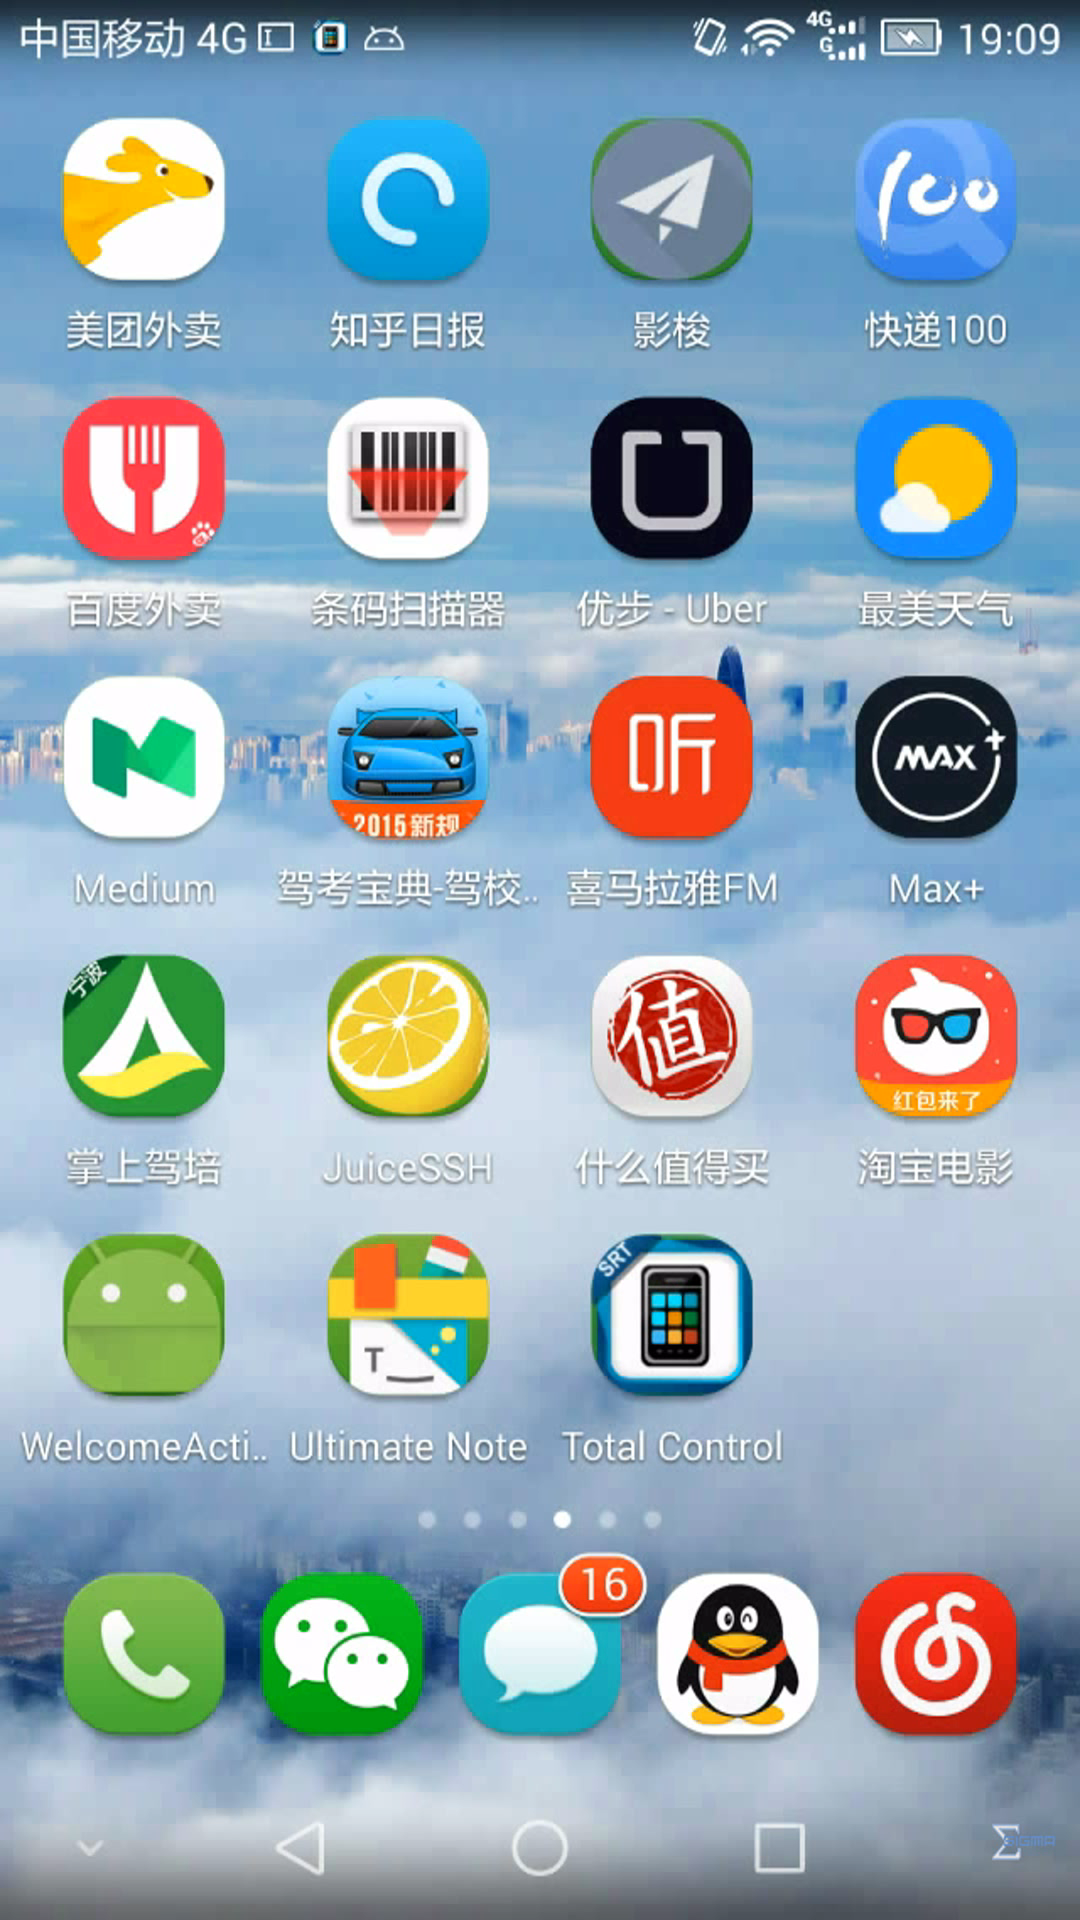 中国移动 4G 4G G 19:09
100
美团外卖 知乎日报 影梭 快递100
百度外卖 条码扫描器 优步 - Uber 最美天气
2015新规
听
MAX+
Medium 驾考宝典-驾校.. 喜马拉雅FM Max+
宁波
值
红包来了
掌上驾培 JuiceSSH 什么值得买 淘宝电影
T
SRT
WelcomeActi.. Ultimate Note Total Control
16
Σ SIGMA